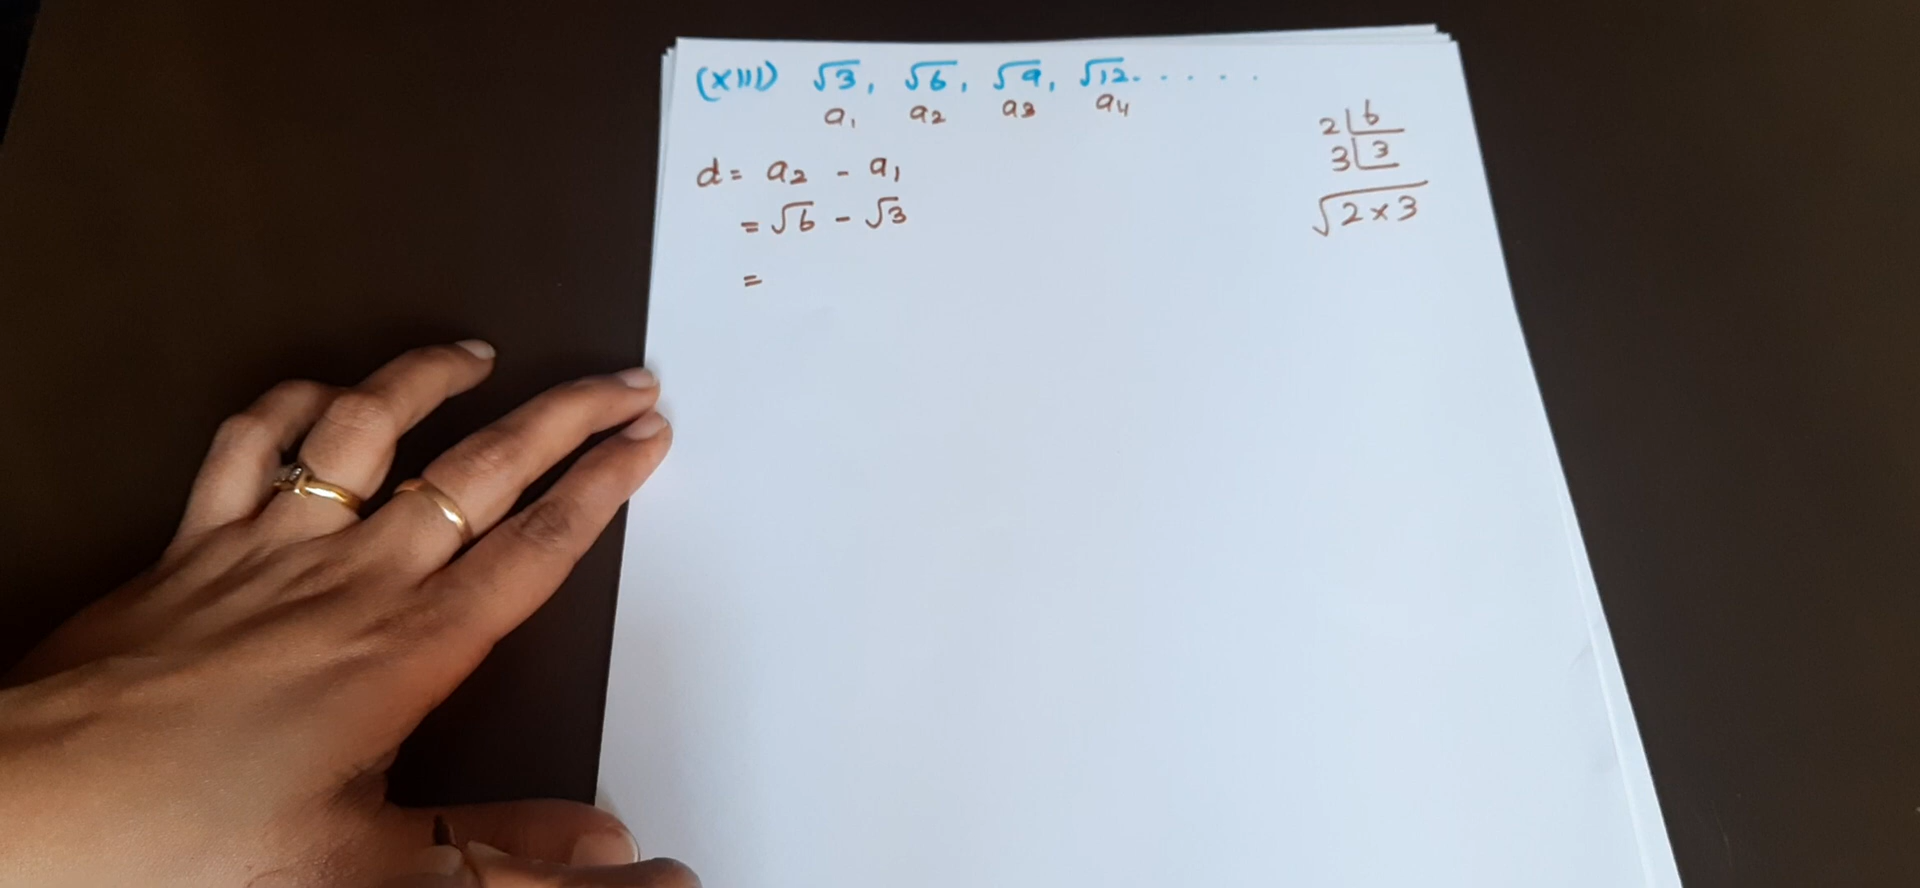 (XIII) √3, √6, √9, √12.....
a1 a2 a3 a4
d= a2 - a1
= √6 - √3
=
2 6
3 3
√2×3